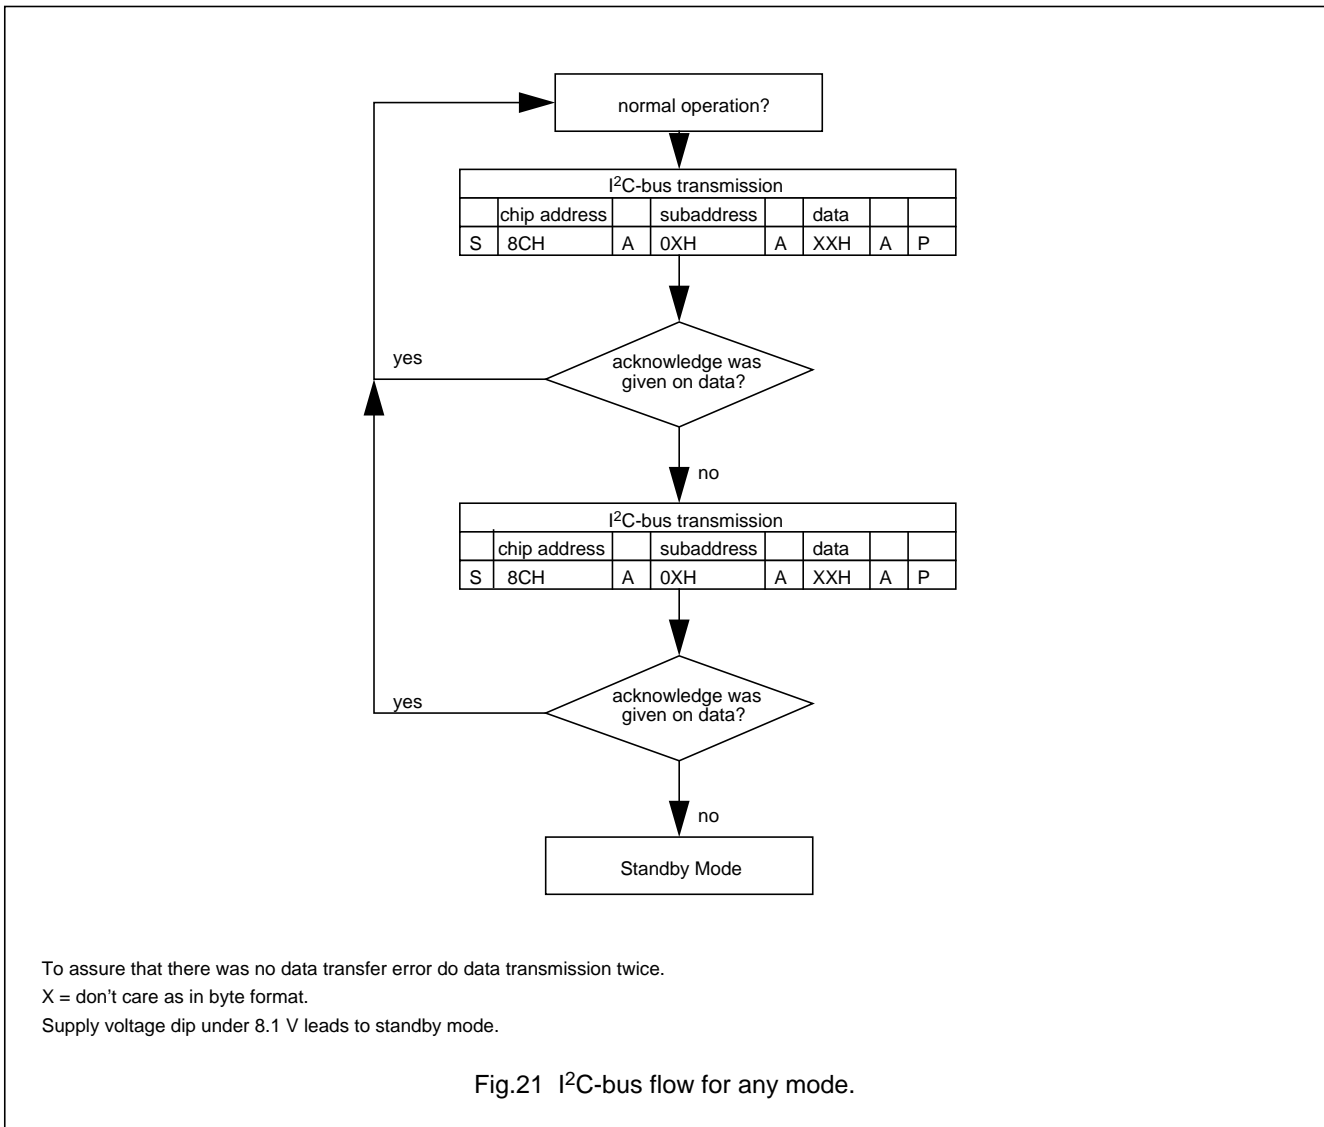 normal operation?
I2C-bus transmission
chip address subaddress data
S 8CH A 0XH A XXH A P
yes
acknowledge was
given on data?
no
I2C-bus transmission
chip address subaddress data
S 8CH A 0XH A XXH A P
yes
acknowledge was
given on data?
no
Standby Mode
To assure that there was no data transfer error do data transmission twice.
X = don't care as in byte format.
Supply voltage dip under 8.1 V leads to standby mode.
Fig.21 I2C-bus flow for any mode.